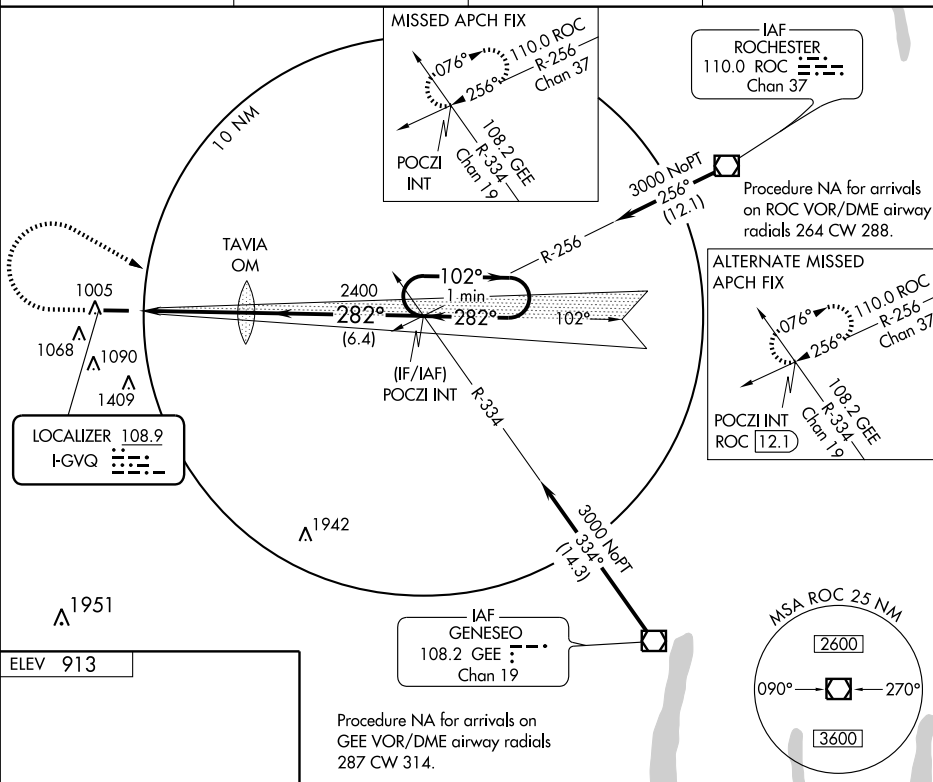 MISSED APCH FIX
076°
256°
110.0 ROC
R-256
Chan 37
108.2 GEE
R-334
Chan 19
POCZI
INT
IAF
ROCHESTER
110.0 ROC
Chan 37
10 NM
3000 NoPT
256°
(12.1)
R-256
Procedure NA for arrivals
on ROC VOR/DME airway
radials 264 CW 288.
TAVIA
OM
2400
282°
(6.4)
102°
1 min
282°
102°
(IF/IAF)
POCZI INT
R-334
1005
1068
1090
1409
LOCALIZER 108.9
I-GVQ
ALTERNATE MISSED
APCH FIX
076°
256°
110.0 ROC
R-256
Chan 37
108.2 GEE
R-334
Chan 19
POCZI INT
ROC 12.1
1942
1951
3000 NoPT
334°
(14.3)
IAF
GENESEO
108.2 GEE
Chan 19
MSA ROC 25 NM
2600
090°
270°
3600
ELEV 913
Procedure NA for arrivals on
GEE VOR/DME airway radials
287 CW 314.